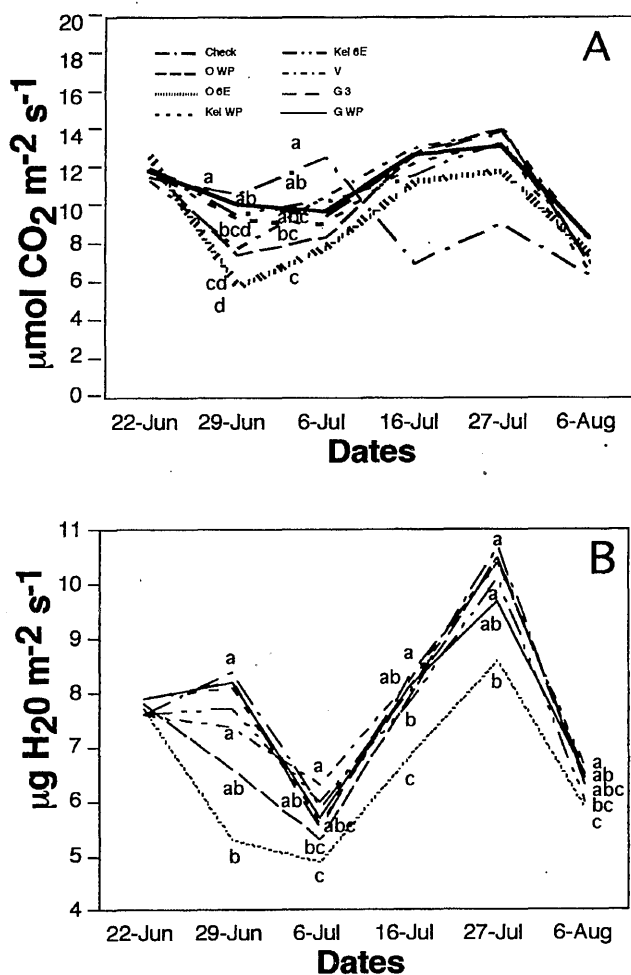 A
20
18
16
14
12
10
8
6
4
2
0
μmol CO2 m-2 s-1
Check
O WP
O 6E
Kel WP
Kel 6E
V
G 3
G WP
a
a
ab
ab
abc
bcd
bc
cd
c
d
22-Jun 29-Jun 6-Jul 16-Jul 27-Jul 6-Aug
Dates
B
11
10
9
8
7
6
5
4
μg H20 m-2 s-1
a
a
ab
b
a
ab
abc
bc
c
a
ab
b
c
a
a
ab
b
a
ab
abc
bc
c
22-Jun 29-Jun 6-Jul 16-Jul 27-Jul 6-Aug
Dates